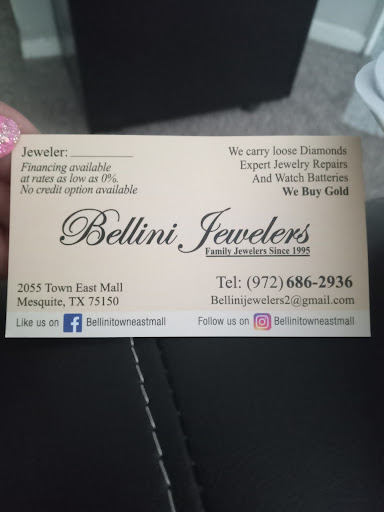 Jeweler: ___________
Financing available
at rates as low as 0%.
No credit option available
We carry loose Diamonds
Expert Jewelry Repairs
And Watch Batteries
We Buy Gold
Bellini Jewelers
Family Jewelers Since 1995
2055 Town East Mall
Mesquite, TX 75150
Tel: (972) 686-2936
Bellinijewelers2@gmail.com
Like us on f Bellinitowneastmall
Follow us on Bellinitowneastmall